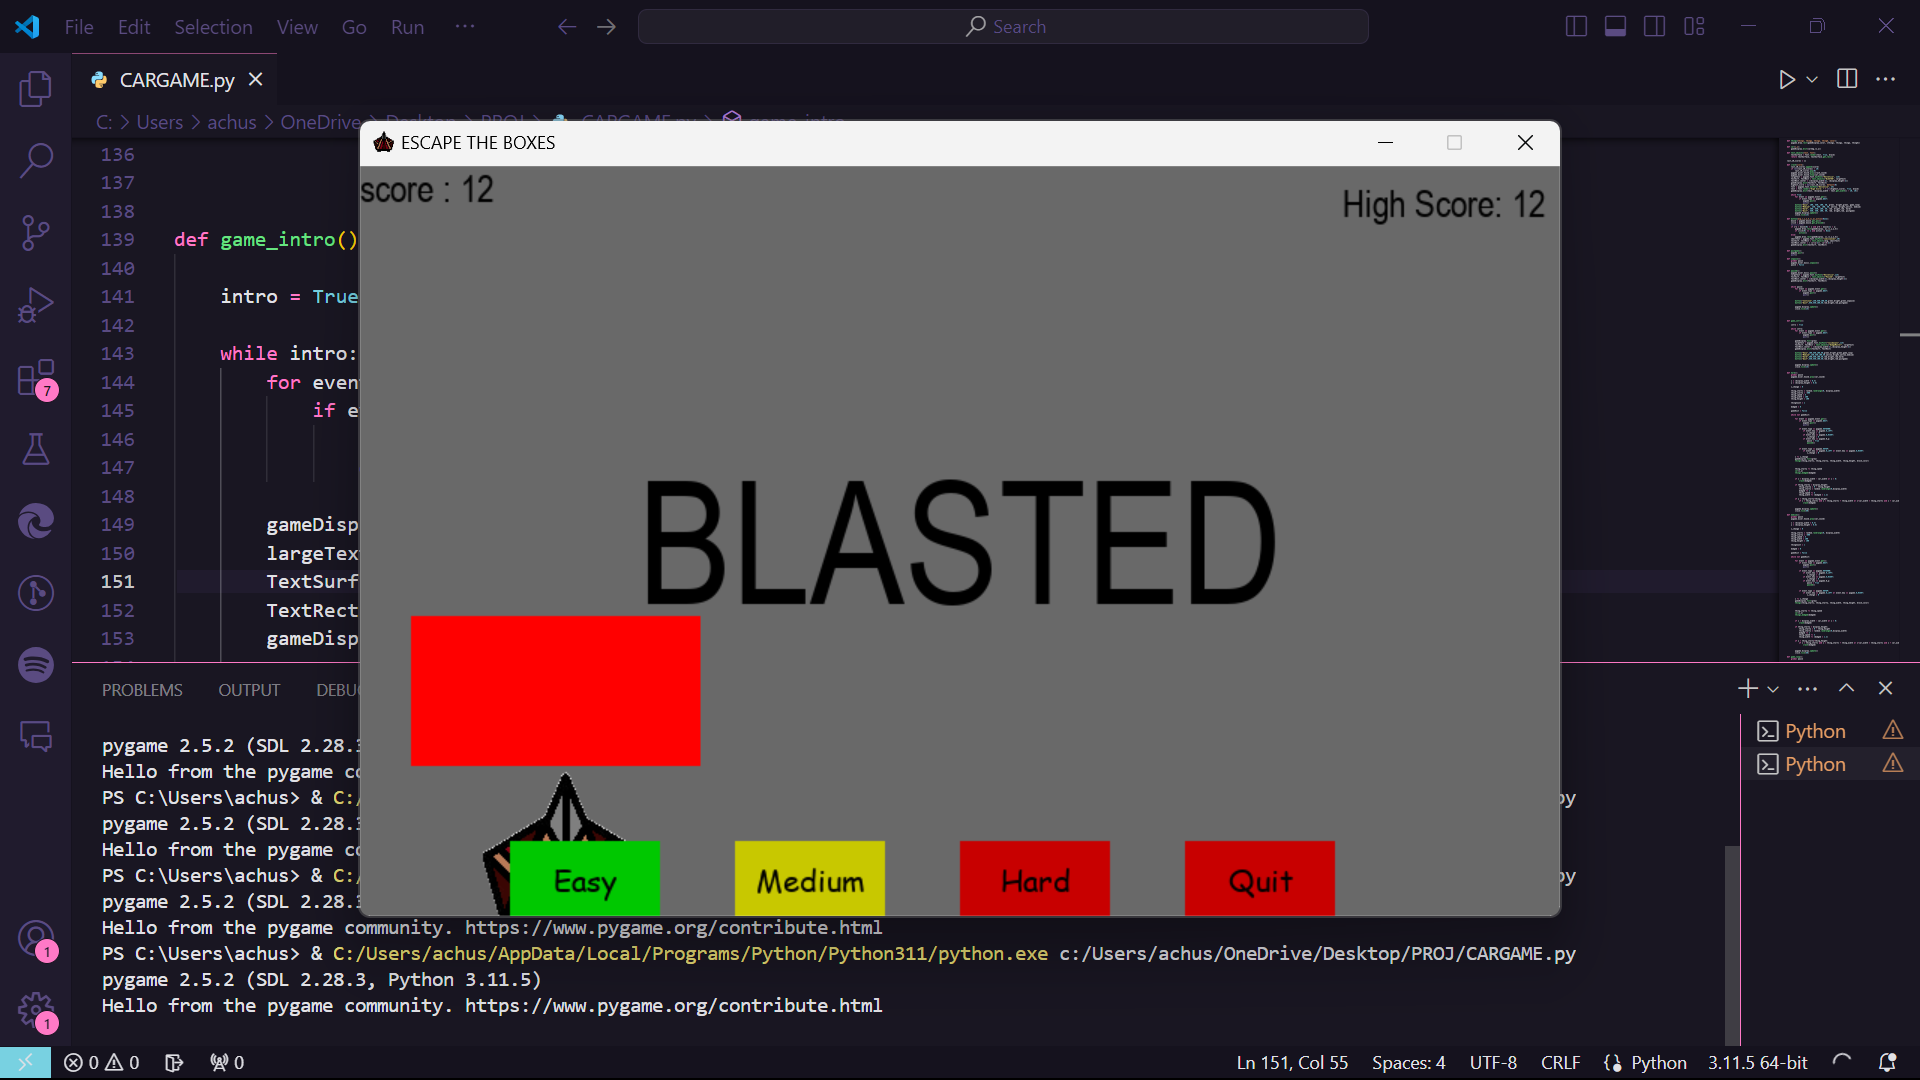 File Edit Selection View Go Run ···
Search
CARGAME.py
C: > Users > achus > OneDrive
ESCAPE THE BOXES
score : 12
High Score: 12
136
137
138
139 def game_intro()
140
141 intro = True
142
143 while intro:
144 for even
145 if e
146
147
148
149 gameDisp
150 largeTex
151 TextSurf
152 TextRect
153 gameDisp
BLASTED
Easy Medium Hard Quit
7
1
1
PROBLEMS OUTPUT DEBU
Python
Python
pygame 2.5.2 (SDL 2.28.3
Hello from the pygame co
PS C:\Users\achus> & C:/ py
pygame 2.5.2 (SDL 2.28.3
Hello from the pygame co
PS C:\Users\achus> & C:/ py
pygame 2.5.2 (SDL 2.28.3
Hello from the pygame community. https://www.pygame.org/contribute.html
PS C:\Users\achus> & C:/Users/achus/AppData/Local/Programs/Python/Python311/python.exe c:/Users/achus/OneDrive/Desktop/PROJ/CARGAME.py
pygame 2.5.2 (SDL 2.28.3, Python 3.11.5)
Hello from the pygame community. https://www.pygame.org/contribute.html
0 0 0 Ln 151, Col 55 Spaces: 4 UTF-8 CRLF Python 3.11.5 64-bit